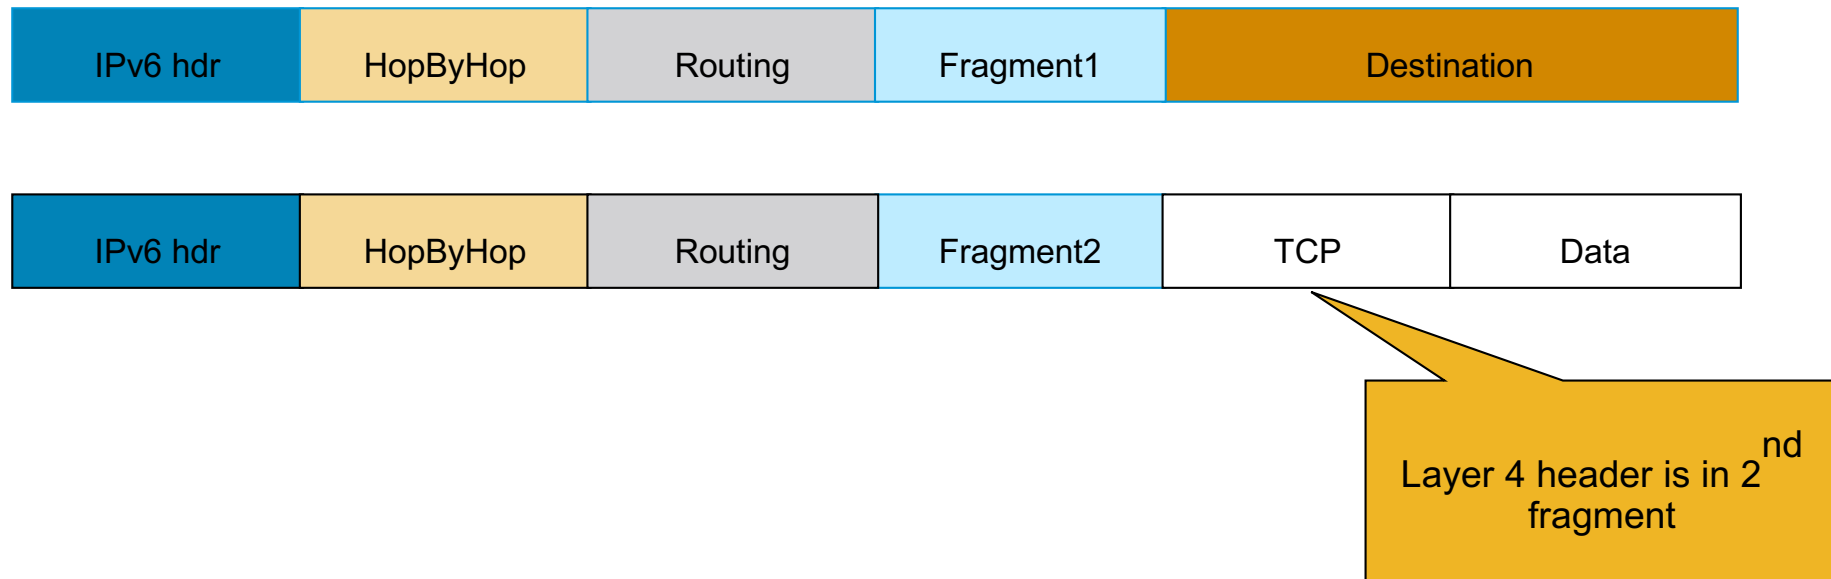 IPv6 hdr HopByHop Routing Fragment1 Destination
IPv6 hdr HopByHop Routing Fragment2 TCP Data
Layer 4 header is in 2nd
fragment